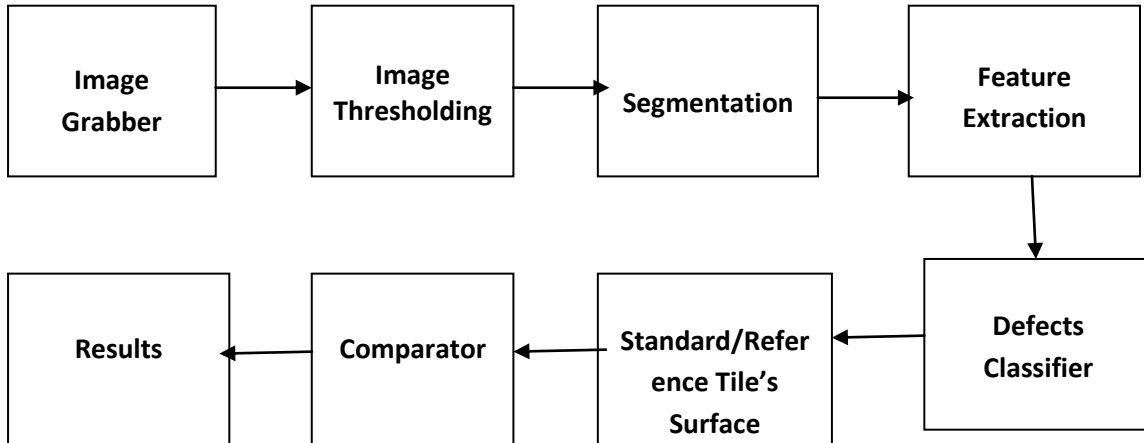 Image
Grabber
Image
Thresholding
Segmentation
Feature
Extraction
Defects
Classifier
Standard/Refer
ence Tile's
Surface
Comparator
Results